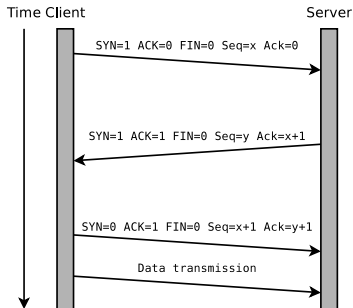 Time Client Server
SYN=1 ACK=0 FIN=0 Seq=x Ack=0
SYN=1 ACK=1 FIN=0 Seq=y Ack=x+1
SYN=0 ACK=1 FIN=0 Seq=x+1 Ack=y+1
Data transmission